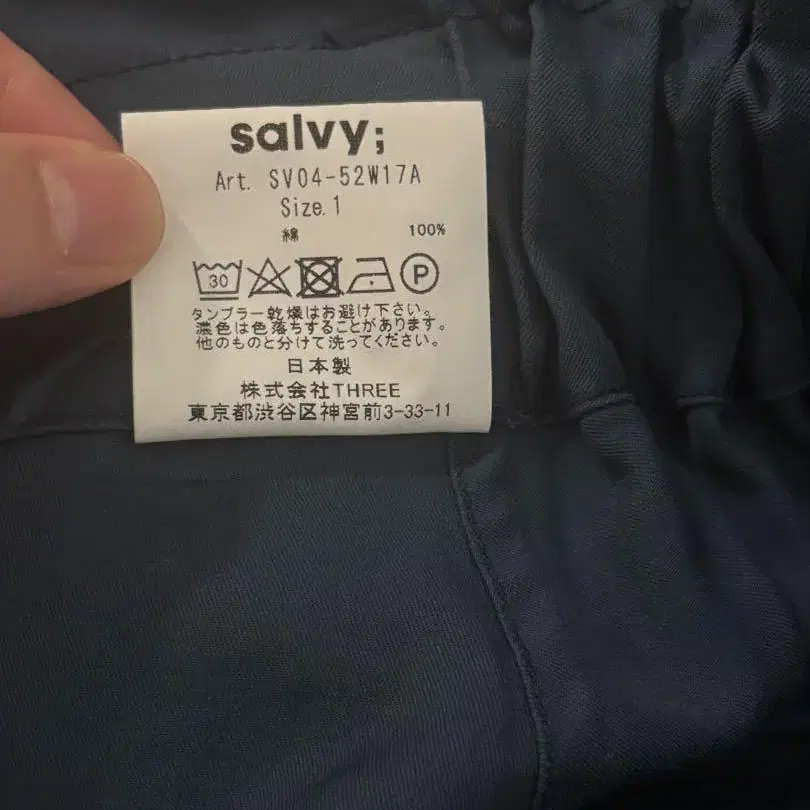 salvy;
Art. SV04-52W17A
Size.1
綿 100%
30 P
タンブラー乾燥はお避け下さい。
濃色は色落ちすることがあります。
他のものと分けて洗ってください。
日本製
株式会社THREE
東京都渋谷区神宮前3-33-11